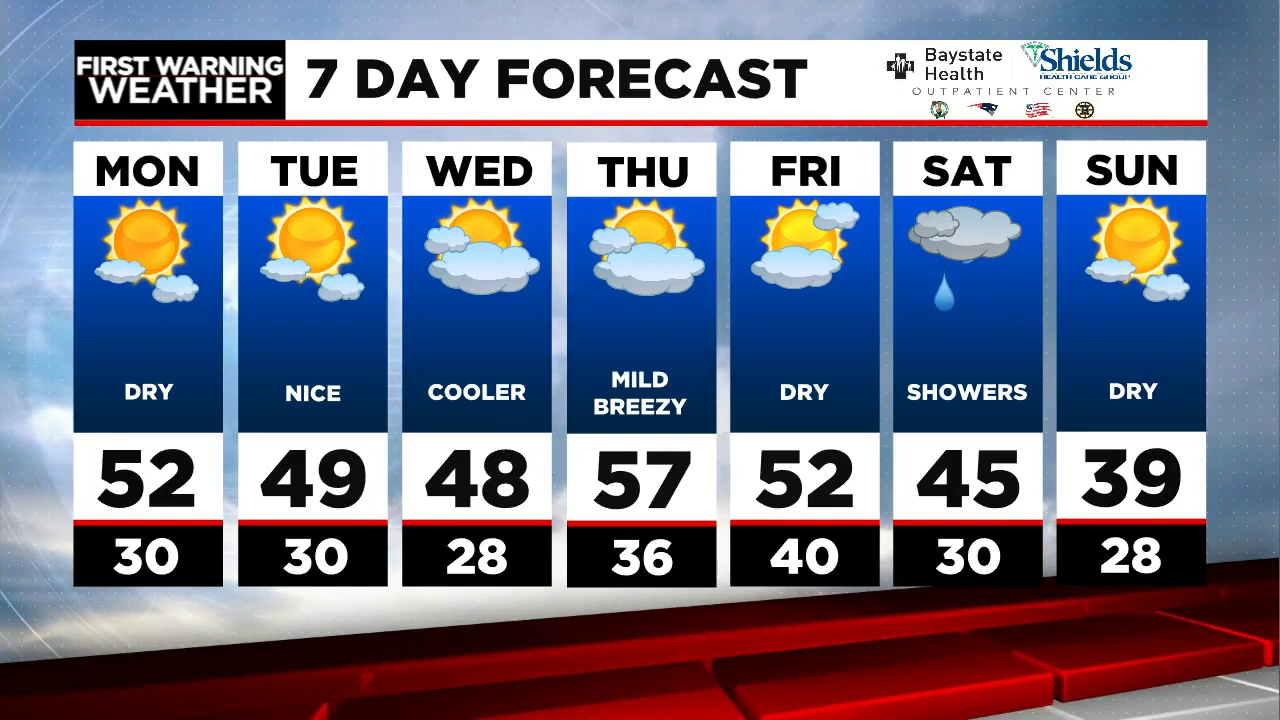 FIRST WARNING
WEATHER
7 DAY FORECAST
Baystate
Health
Shields
HEALTH CARE GROUP
OUTPATIENT CENTER
MON
TUE
WED
THU
FRI
SAT
SUN
DRY
NICE
COOLER
MILD
BREEZY
DRY
SHOWERS
DRY
52
49
48
57
52
45
39
30
30
28
36
40
30
28